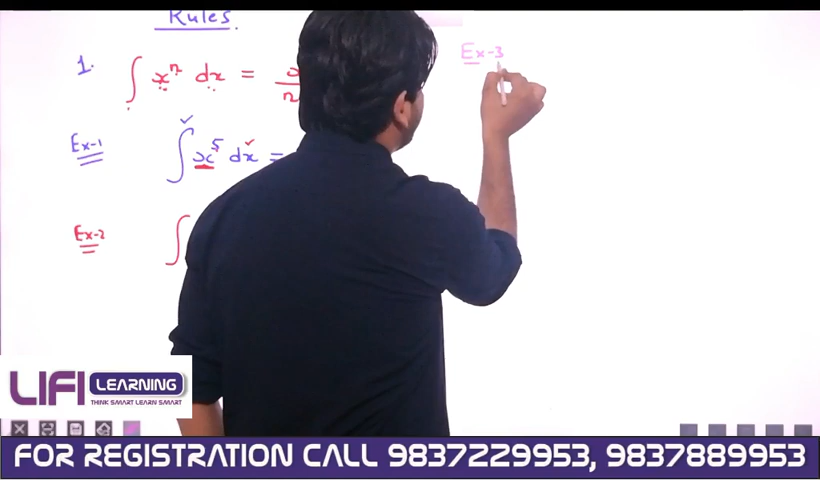 Rules
1. ∫ xⁿ dx =
Ex-1 ∫ x⁵ dx =
Ex-2 ∫
Ex-3
LIFI LEARNING
THINK SMART LEARN SMART
FOR REGISTRATION CALL 9837229953, 9837889953